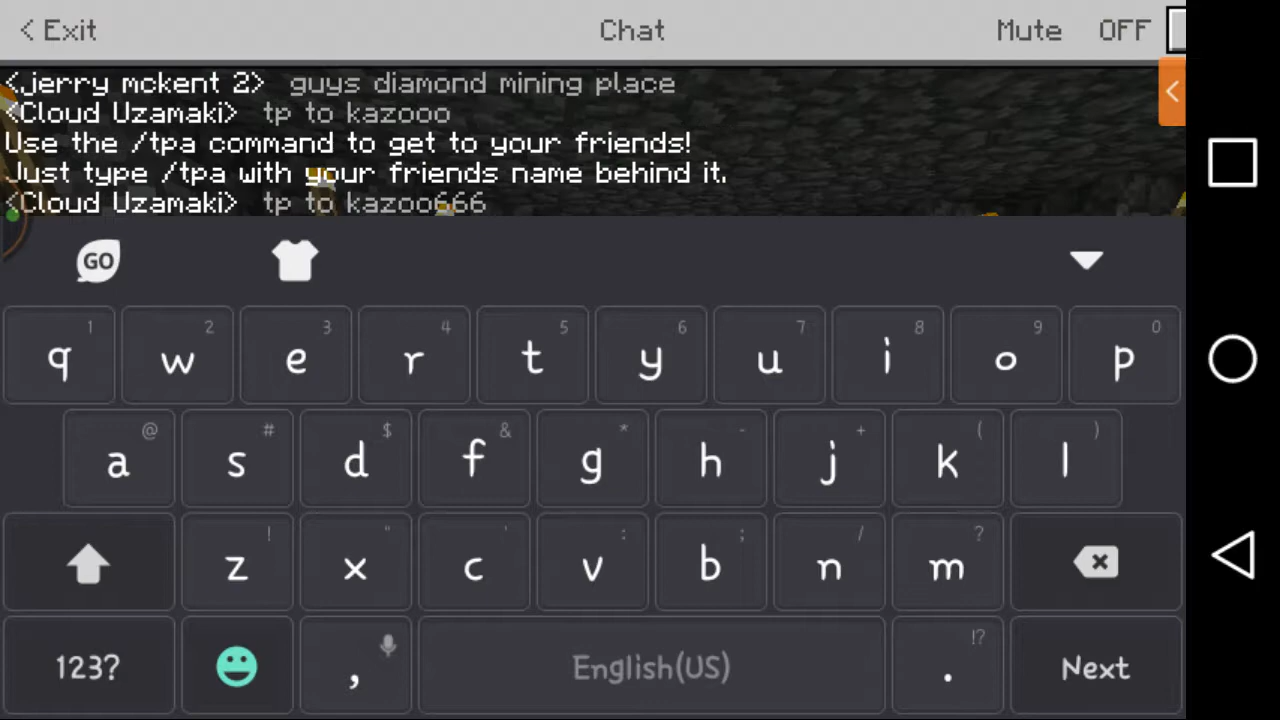 < Exit Chat Mute OFF
<jerry mckent 2> guys diamond mining place
<Cloud Uzamaki> tp to kazooo
Use the /tpa command to get to your friends!
Just type /tpa with your friends name behind it.
<Cloud Uzamaki> tp to kazoo666
GO
1 2 3 4 5 6 7 8 9 0
q w e r t y u i o p
@ # $ & * - + ( )
a s d f g h j k l
! " ' : ; / ?
z x c v b n m
!?
123? , English(US) . Next